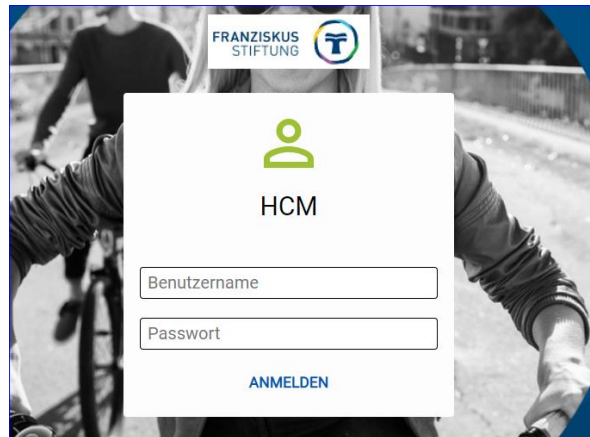 FRANZISKUS
STIFTUNG
HCM
Benutzername
Passwort
ANMELDEN